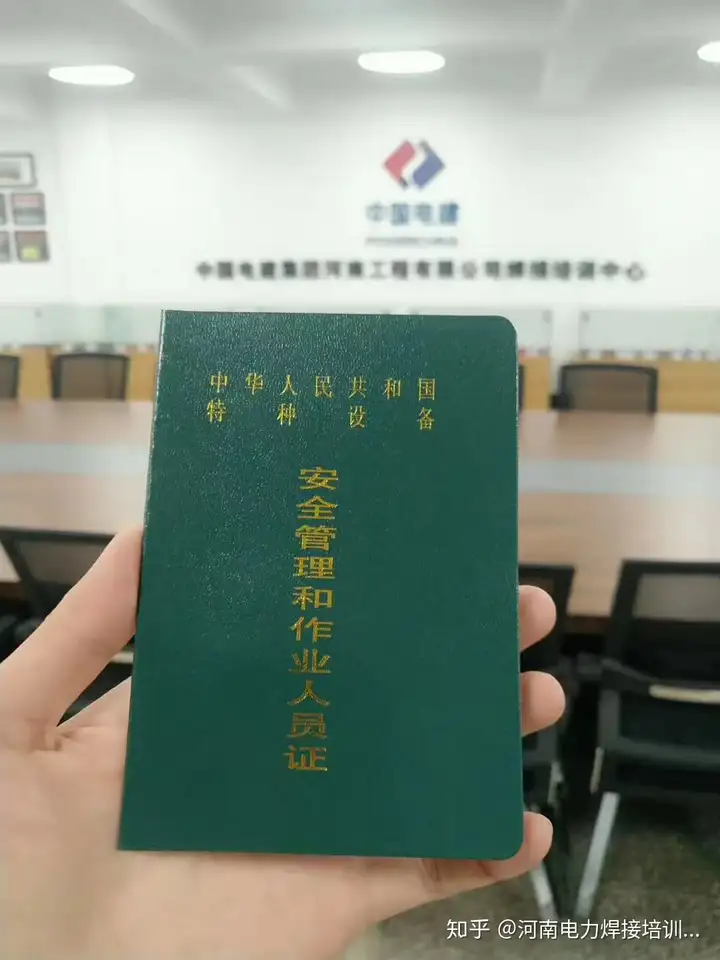 中国电建
中国电建集团河南工程有限公司焊接培训中心
中华人民共和国
特种设备
安全管理和作业人员证
知乎 @河南电力焊接培训...